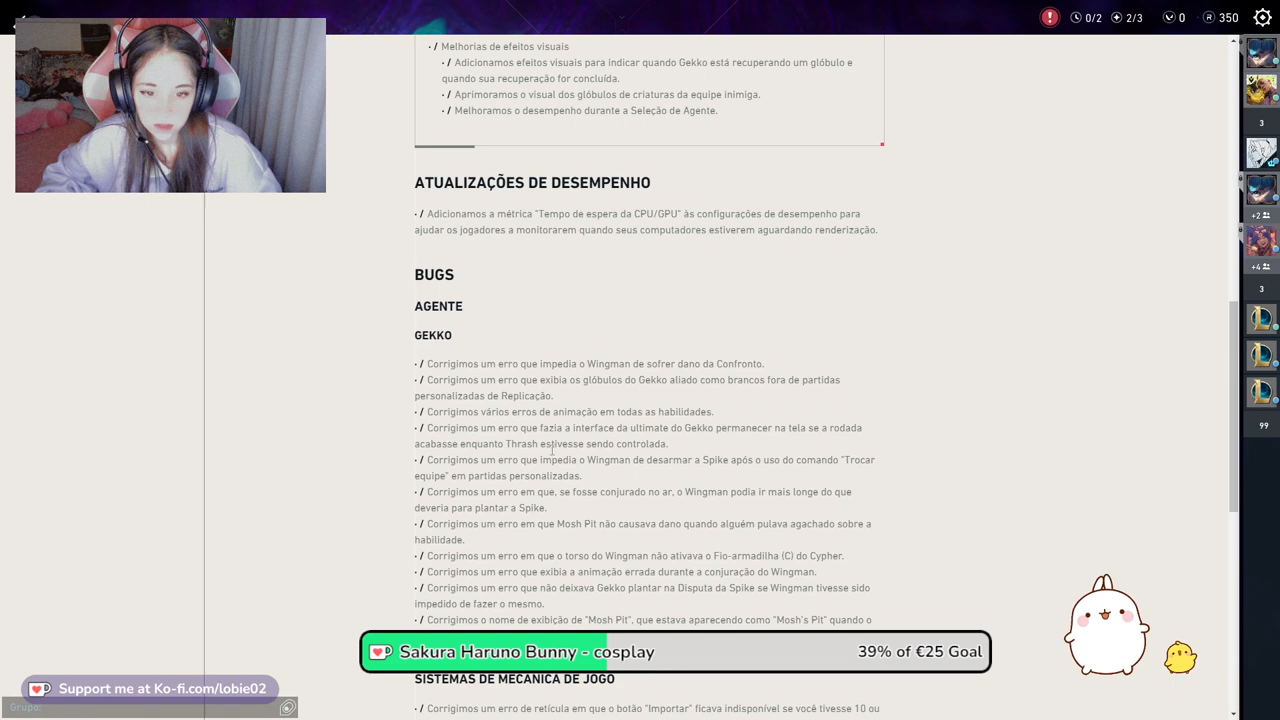 0/2
2/3
0
350
· / Melhorias de efeitos visuais
· / Adicionamos efeitos visuais para indicar quando Gekko está recuperando um glóbulo e
quando sua recuperação for concluída.
· / Aprimoramos o visual dos glóbulos de criaturas da equipe inimiga.
· / Melhoramos o desempenho durante a Seleção de Agente.
ATUALIZAÇÕES DE DESEMPENHO
· / Adicionamos a métrica "Tempo de espera da CPU/GPU" às configurações de desempenho para
ajudar os jogadores a monitorarem quando seus computadores estiverem aguardando renderização.
BUGS
AGENTE
GEKKO
· / Corrigimos um erro que impedia o Wingman de sofrer dano da Confronto.
· / Corrigimos um erro que exibia os glóbulos do Gekko aliado como brancos fora de partidas
personalizadas de Replicação.
· / Corrigimos vários erros de animação em todas as habilidades.
· / Corrigimos um erro que fazia a interface da ultimate do Gekko permanecer na tela se a rodada
acabasse enquanto Thrash estivesse sendo controlada.
· / Corrigimos um erro que impedia o Wingman de desarmar a Spike após o uso do comando "Trocar
equipe" em partidas personalizadas.
· / Corrigimos um erro em que, se fosse conjurado no ar, o Wingman podia ir mais longe do que
deveria para plantar a Spike.
· / Corrigimos um erro em que Mosh Pit não causava dano quando alguém pulava agachado sobre a
habilidade.
· / Corrigimos um erro em que o torso do Wingman não ativava o Fio-armadilha (C) do Cypher.
· / Corrigimos um erro que exibia a animação errada durante a conjuração do Wingman.
· / Corrigimos um erro que não deixava Gekko plantar na Disputa da Spike se Wingman tivesse sido
impedido de fazer o mesmo.
· / Corrigimos o nome de exibição de "Mosh Pit", que estava aparecendo como "Mosh's Pit" quando o
Sakura Haruno Bunny - cosplay
39% of €25 Goal
SISTEMAS DE MECÂNICA DE JOGO
· / Corrigimos um erro de retícula em que o botão "Importar" ficava indisponível se você tivesse 10 ou
Support me at Ko-fi.com/lobie02
Grupo:
3
+2
+4
3
99